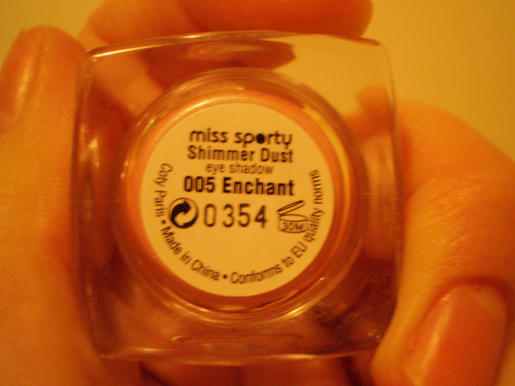 miss sporty
Shimmer Dust
eye shadow
005 Enchant
0354
30M
Coty Paris • Made in China • Conforms to EU quality norms